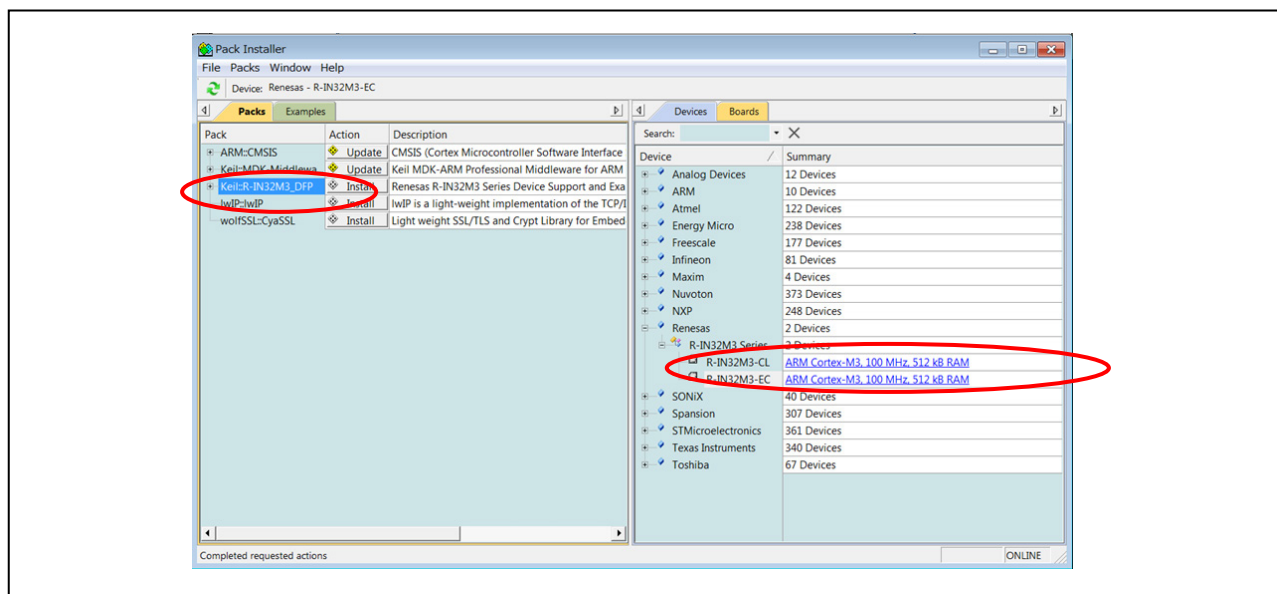 Pack Installer
File Packs Window Help
Device: Renesas - R-IN32M3-EC
Packs Examples
Pack Action Description
ARM::CMSIS Update CMSIS (Cortex Microcontroller Software Interface
Keil::MDK-Middlewa Update Keil MDK-ARM Professional Middleware for ARM
Keil::R-IN32M3_DFP Install Renesas R-IN32M3 Series Device Support and Exa
lwIP::lwIP Install lwIP is a light-weight implementation of the TCP/I
wolfSSL::CyaSSL Install Light weight SSL/TLS and Crypt Library for Embed
Devices Boards
Search:
Device Summary
Analog Devices 12 Devices
ARM 10 Devices
Atmel 122 Devices
Energy Micro 238 Devices
Freescale 177 Devices
Infineon 81 Devices
Maxim 4 Devices
Nuvoton 373 Devices
NXP 248 Devices
Renesas 2 Devices
R-IN32M3 Series 2 Devices
R-IN32M3-CL ARM Cortex-M3, 100 MHz, 512 kB RAM
R-IN32M3-EC ARM Cortex-M3, 100 MHz, 512 kB RAM
SONiX 40 Devices
Spansion 307 Devices
STMicroelectronics 361 Devices
Texas Instruments 340 Devices
Toshiba 67 Devices
Completed requested actions ONLINE